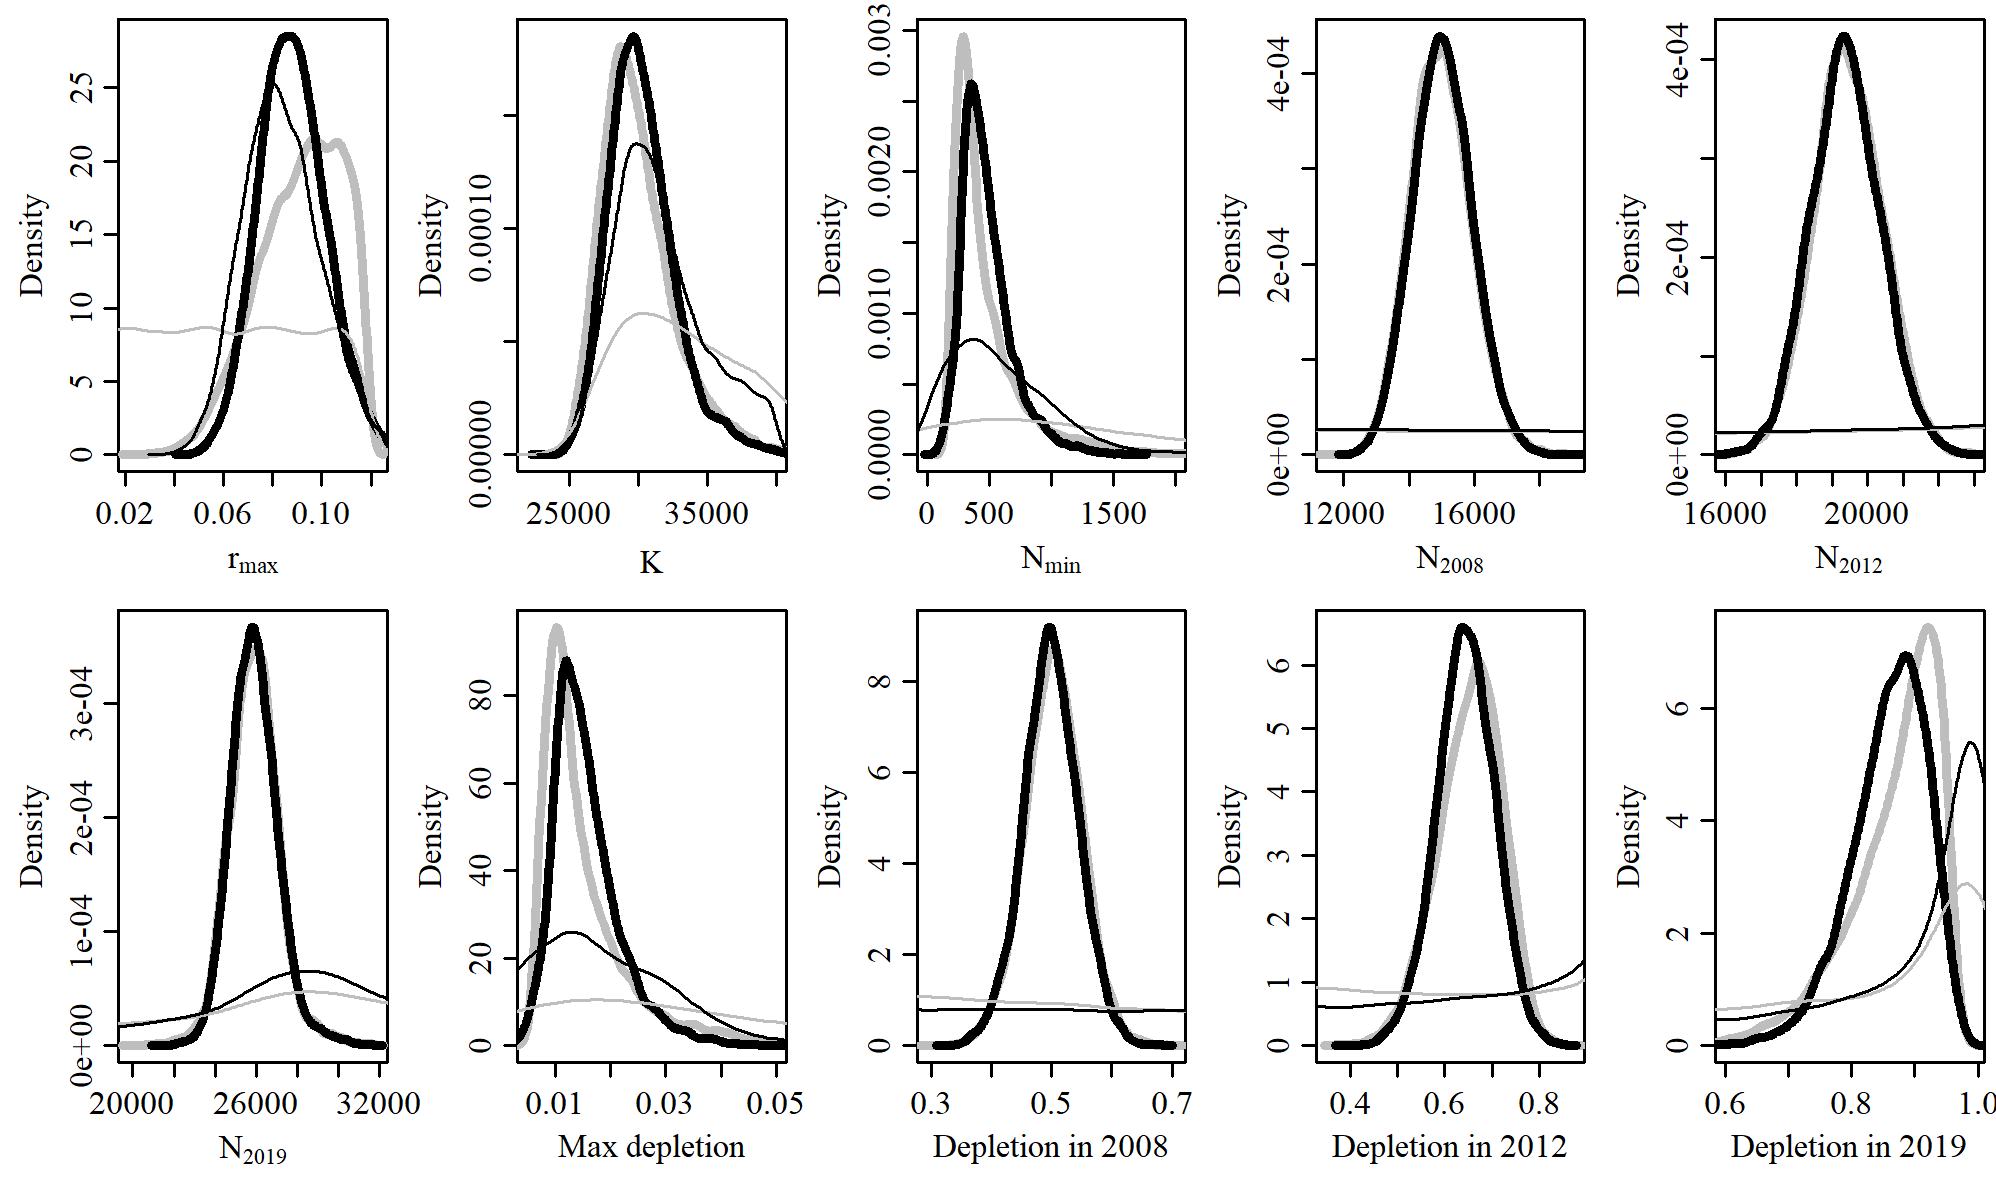 Density
0 5 10 15 20 25
0.02 0.06 0.10
r_max
Density
0.00000 0.00010
25000 35000
K
Density
0.0000 0.0010 0.0020 0.003
0 500 1500
N_min
Density
0e+00 2e-04 4e-04
12000 16000
N_2008
Density
0e+00 2e-04 4e-04
16000 20000
N_2012
Density
0e+00 1e-04 2e-04 3e-04
20000 26000 32000
N_2019
Density
0 20 40 60 80
0.01 0.03 0.05
Max depletion
Density
0 2 4 6 8
0.3 0.5 0.7
Depletion in 2008
Density
0 1 2 3 4 5 6
0.4 0.6 0.8
Depletion in 2012
Density
0 2 4 6
0.6 0.8 1.0
Depletion in 2019